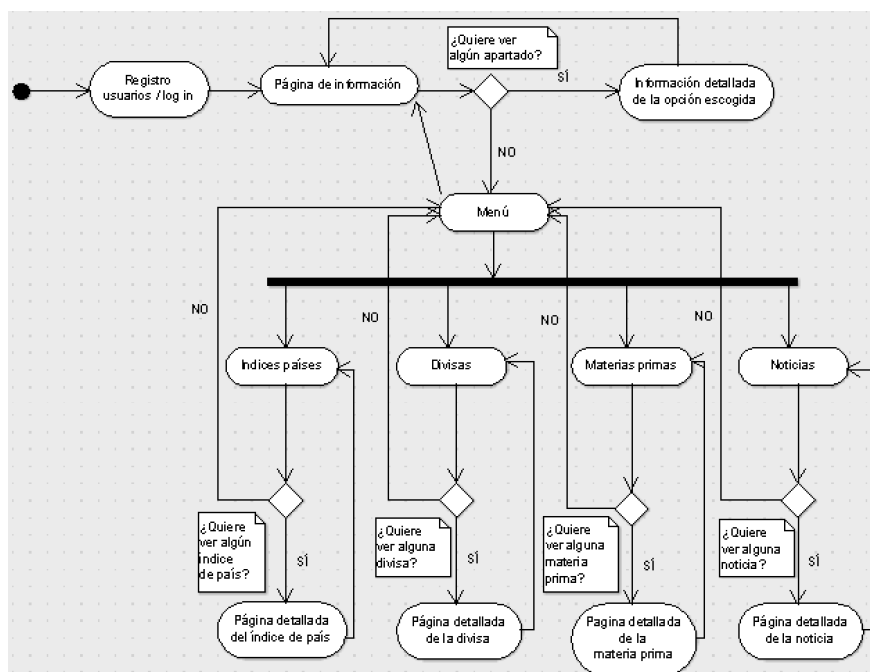 ¿Quiere ver
algún apartado?
Registro
usuarios / log in
Página de información
SÍ
Información detallada
de la opción escogida
NO
Menú
NO
NO
NO
NO
Indices países
Divisas
Materias primas
Noticias
¿Quiere
ver algún
índice
de país?
SÍ
¿Quiere
ver alguna
divisa?
SÍ
¿Quiere
ver alguna
materia
prima?
SÍ
¿Quiere
ver alguna
noticia?
SÍ
Página detallada
del índice de país
Página detallada
de la divisa
Pagina detallada
de la
materia prima
Página detallada
de la noticia